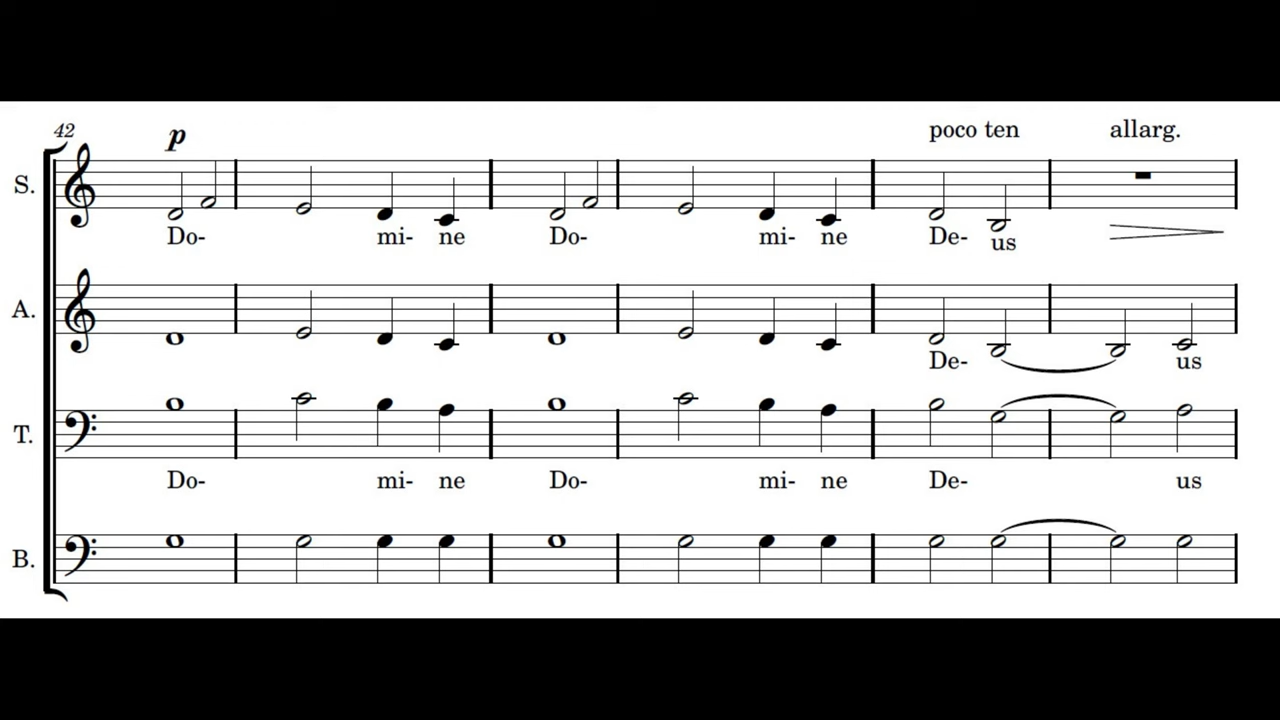 42
p
poco ten allarg.
S.
Do- mi- ne Do- mi- ne De- us
A.
De- us
T.
Do- mi- ne Do- mi- ne De- us
B.